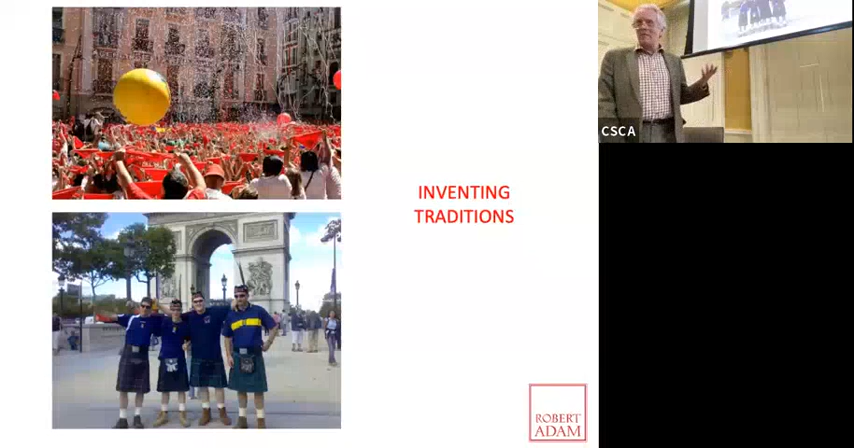 CSCA
INVENTING
TRADITIONS
ROBERT
ADAM